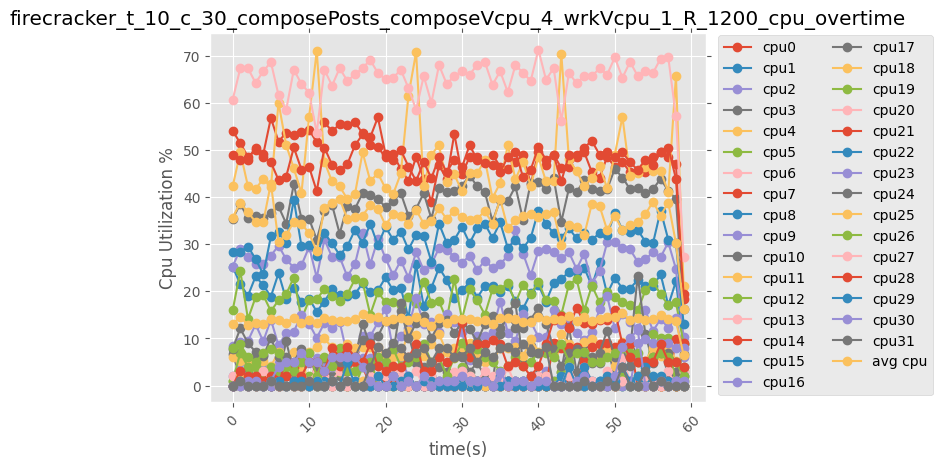 firecracker_t_10_c_30_composePosts_composeVcpu_4_wrkVcpu_1_R_1200_cpu_overtime
Cpu Utilization %
70
60
50
40
30
20
10
0
0
10
20
30
40
50
60
time(s)
cpu0
cpu1
cpu2
cpu3
cpu4
cpu5
cpu6
cpu7
cpu8
cpu9
cpu10
cpu11
cpu12
cpu13
cpu14
cpu15
cpu16
cpu17
cpu18
cpu19
cpu20
cpu21
cpu22
cpu23
cpu24
cpu25
cpu26
cpu27
cpu28
cpu29
cpu30
cpu31
avg cpu